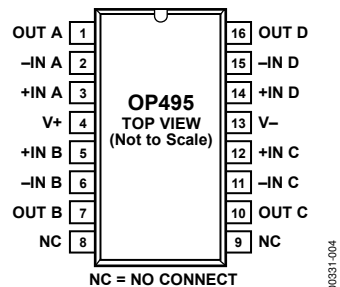 OUT A 1 16 OUT D
–IN A 2 15 –IN D
+IN A 3 14 +IN D
OP495
V+ 4 TOP VIEW 13 V–
(Not to Scale)
+IN B 5 12 +IN C
–IN B 6 11 –IN C
OUT B 7 10 OUT C
NC 8 9 NC
NC = NO CONNECT
00331-004